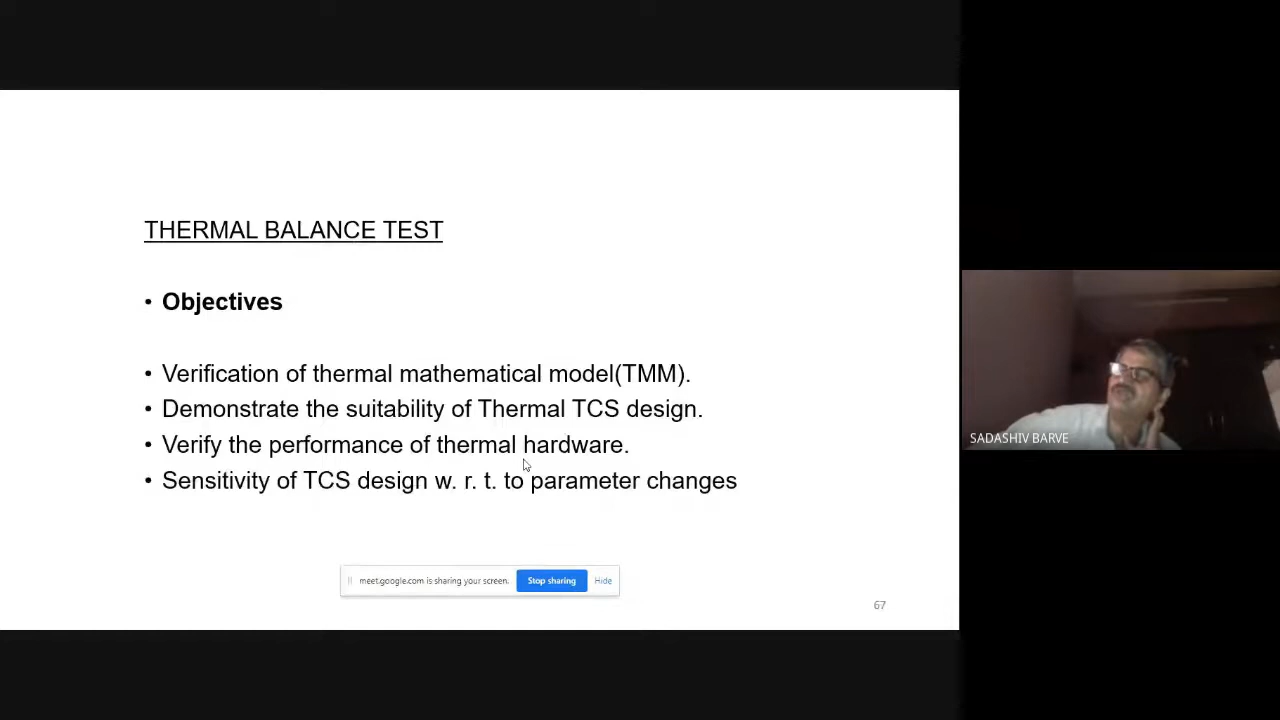 THERMAL BALANCE TEST
• Objectives
• Verification of thermal mathematical model(TMM).
• Demonstrate the suitability of Thermal TCS design.
• Verify the performance of thermal hardware.
• Sensitivity of TCS design w. r. t. to parameter changes
meet.google.com is sharing your screen. Stop sharing Hide
67
SADASHIV BARVE